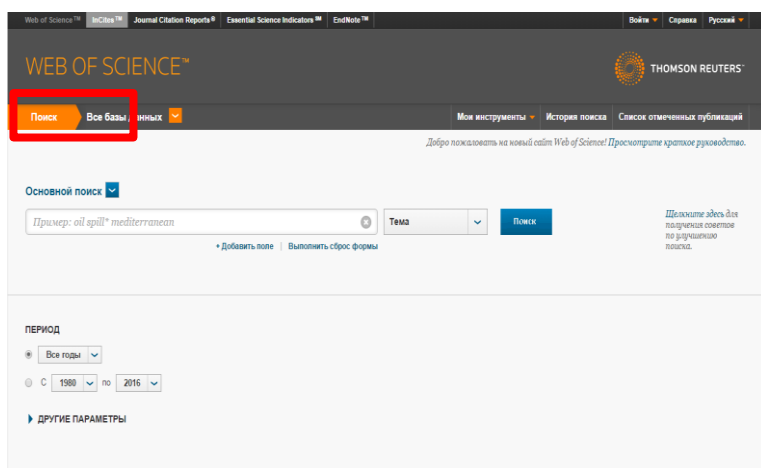 Web of Science™ InCites™ Journal Citation Reports® Essential Science Indicators℠ EndNote™ Войти Справка Русский
WEB OF SCIENCE™
THOMSON REUTERS™
Поиск Все базы данных Мои инструменты История поиска Список отмеченных публикаций
Добро пожаловать на новый сайт Web of Science! Просмотрите краткое руководство.
Основной поиск
Пример: oil spill* mediterranean Тема Поиск
Щелкните здесь для
получения советов
по улучшению
поиска.
+ Добавить поле | Выполнить сброс формы
ПЕРИОД
Все годы
С 1980 по 2016
ДРУГИЕ ПАРАМЕТРЫ